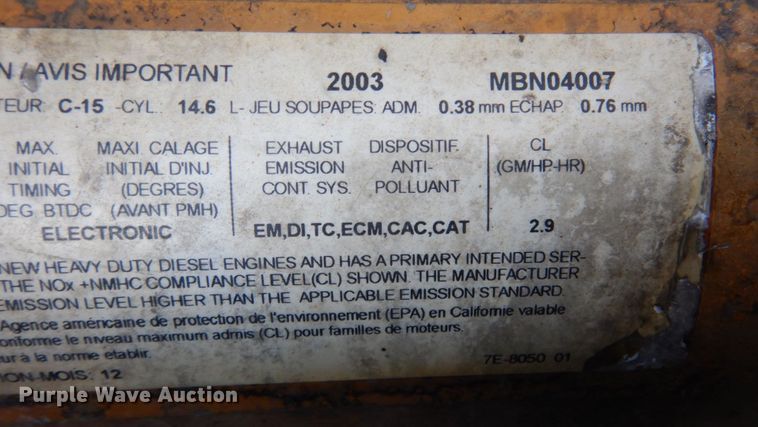 N / AVIS IMPORTANT 2003 MBN04007
TEUR: C-15 -CYL.: 14.6 L- JEU SOUPAPES: ADM. 0.38 mm ECHAP. 0.76 mm
MAX. MAXI CALAGE EXHAUST DISPOSITIF. CL
INITIAL INITIAL D'INJ. EMISSION ANTI- (GM/HP-HR)
TIMING (DEGRES) CONT. SYS. POLLUANT
DEG BTDC (AVANT PMH)
ELECTRONIC EM,DI,TC,ECM,CAC,CAT 2.9
NEW HEAVY DUTY DIESEL ENGINES AND HAS A PRIMARY INTENDED SER-
THE NOx +NMHC COMPLIANCE LEVEL(CL) SHOWN. THE MANUFACTURER
EMISSION LEVEL HIGHER THAN THE APPLICABLE EMISSION STANDARD.
Agence américaine de protection de l'environnement (EPA) en Californie valable
conforme le niveau maximum admis (CL) pour familles de moteurs.
ur à la norme etablir. 7E-8050 01
ION-MOIS: 12
Purple Wave Auction